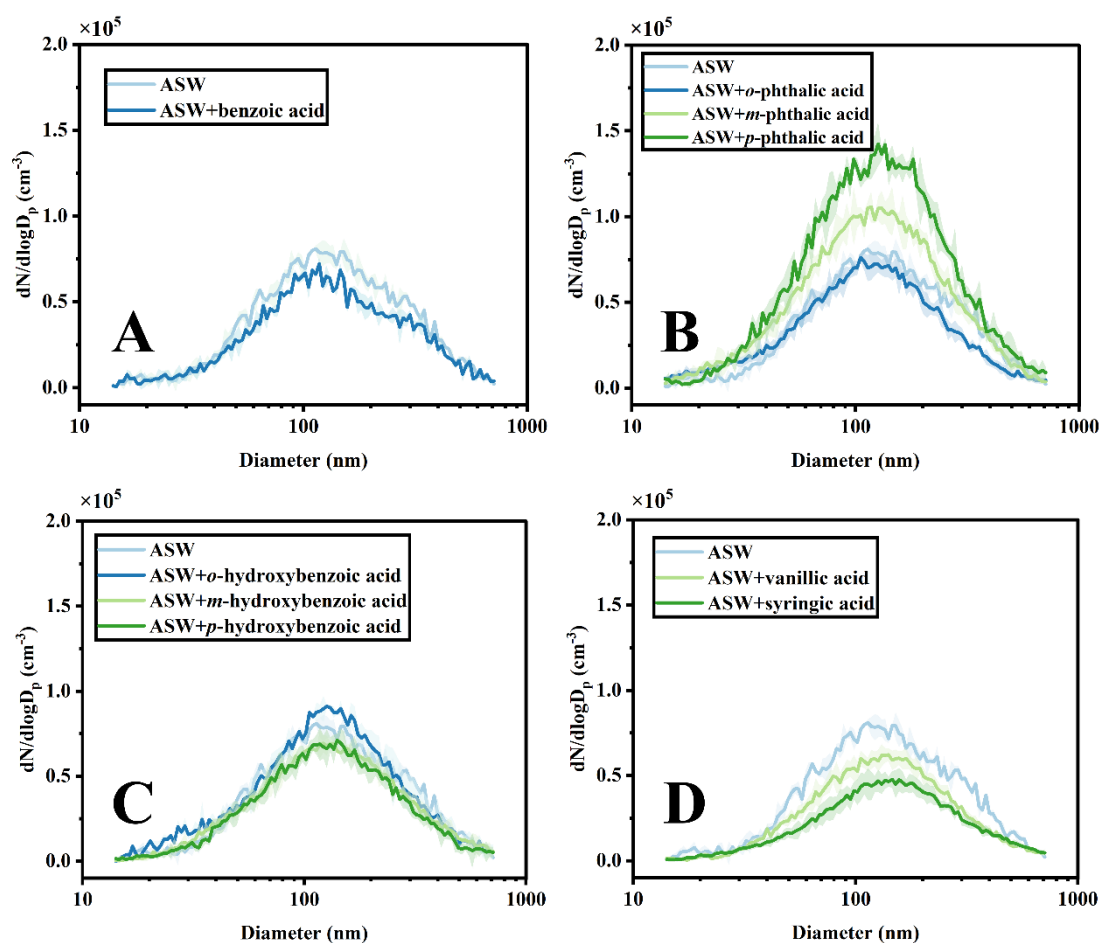 ×10⁵
2.0
1.5
1.0
0.5
0.0
dN/dlogDₚ (cm⁻³)
ASW
ASW+benzoic acid
A
10
100
1000
Diameter (nm)
×10⁵
2.0
1.5
1.0
0.5
0.0
dN/dlogDₚ (cm⁻³)
ASW
ASW+o-phthalic acid
ASW+m-phthalic acid
ASW+p-phthalic acid
B
10
100
1000
Diameter (nm)
×10⁵
2.0
1.5
1.0
0.5
0.0
dN/dlogDₚ (cm⁻³)
ASW
ASW+o-hydroxybenzoic acid
ASW+m-hydroxybenzoic acid
ASW+p-hydroxybenzoic acid
C
10
100
1000
Diameter (nm)
×10⁵
2.0
1.5
1.0
0.5
0.0
dN/dlogDₚ (cm⁻³)
ASW
ASW+vanillic acid
ASW+syringic acid
D
10
100
1000
Diameter (nm)